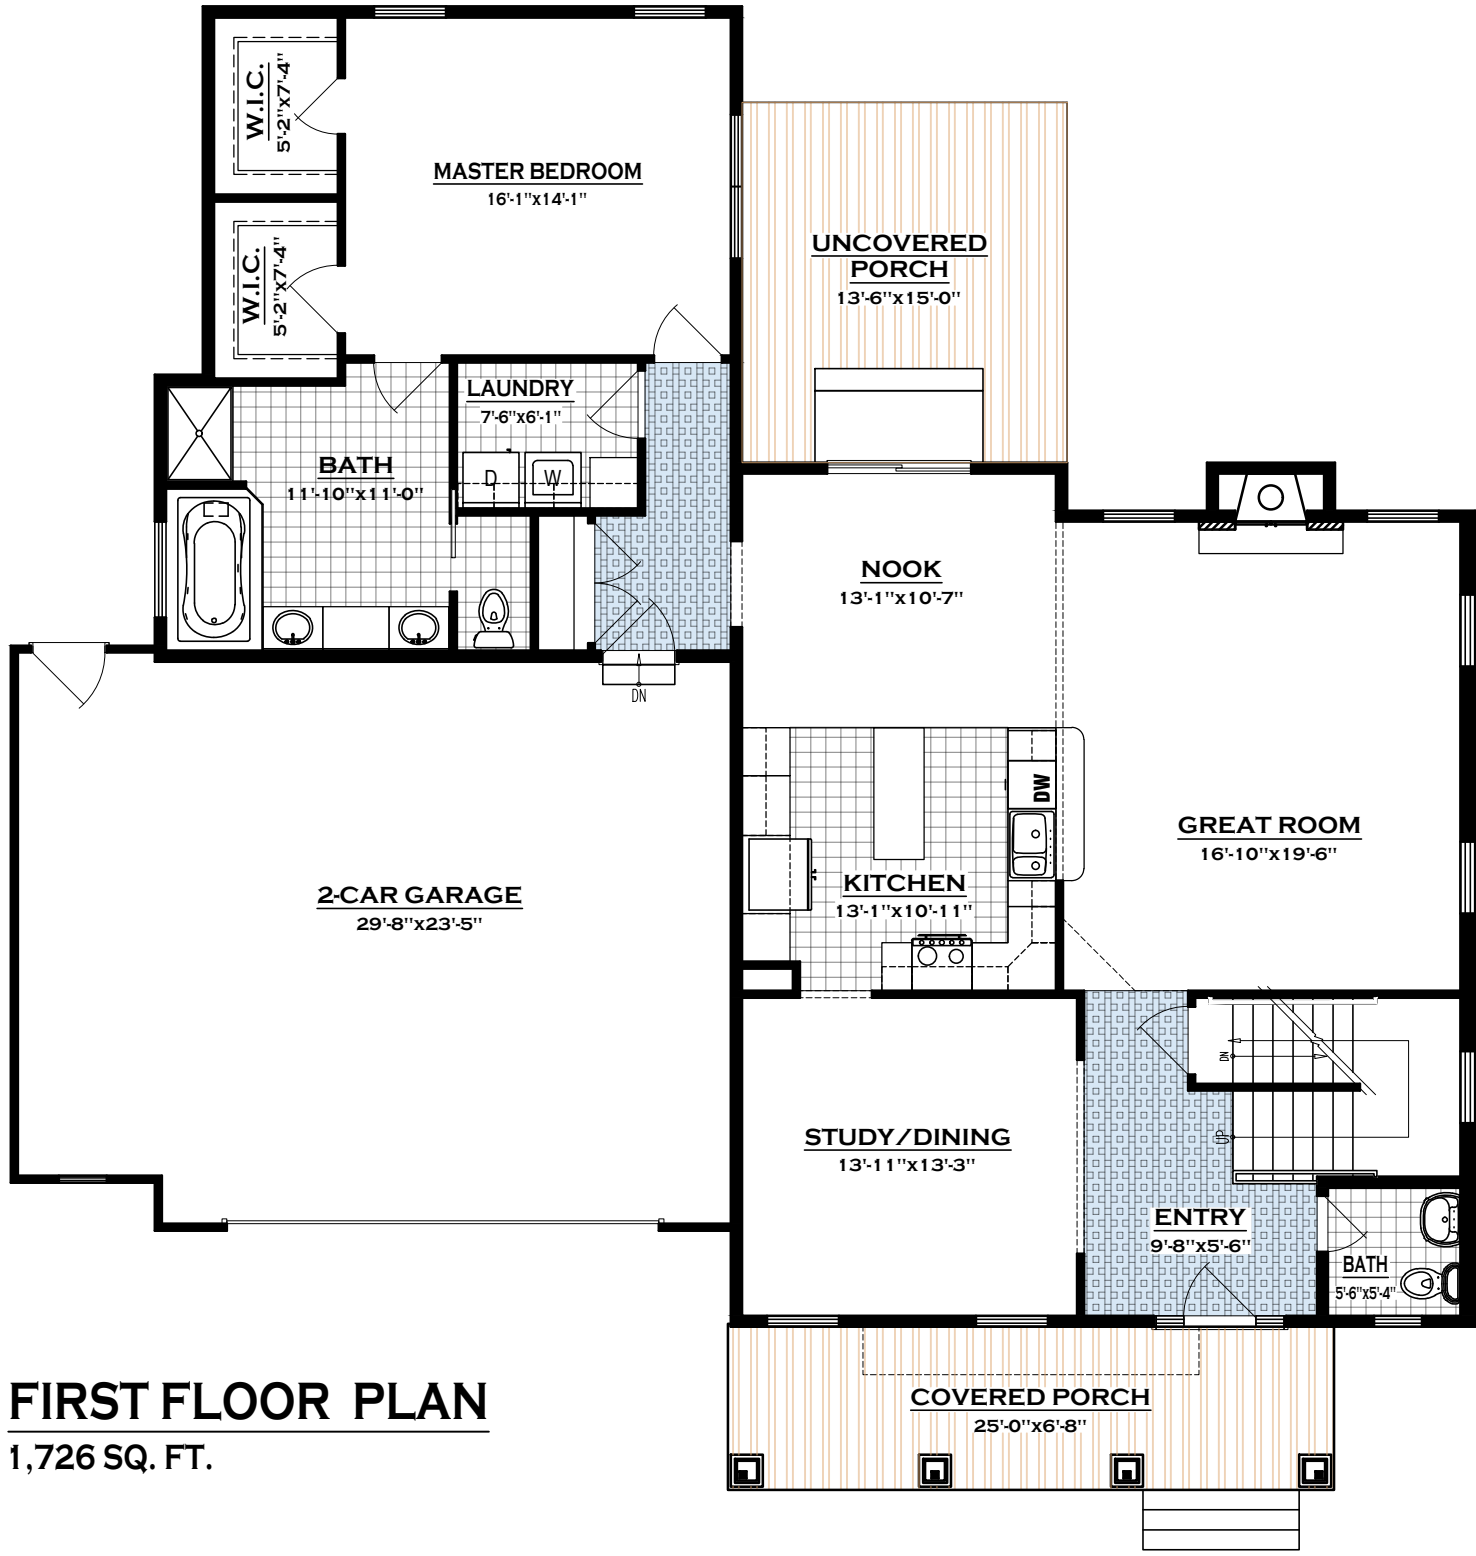 W.I.C.
5'-2"x7'-4"
MASTER BEDROOM
16'-1"x14'-1"
W.I.C.
5'-2"x7'-4"
UNCOVERED
PORCH
13'-6"x15'-0"
LAUNDRY
7'-6"x6'-1"
D
W
BATH
11'-10"x11'-0"
NOOK
13'-1"x10'-7"
DN
DW
GREAT ROOM
16'-10"x19'-6"
2-CAR GARAGE
29'-8"x23'-5"
KITCHEN
13'-1"x10'-11"
DN
UP
STUDY/DINING
13'-11"x13'-3"
ENTRY
9'-8"x5'-6"
BATH
5'-6"x5'-4"
COVERED PORCH
25'-0"x6'-8"
FIRST FLOOR PLAN
1,726 SQ. FT.